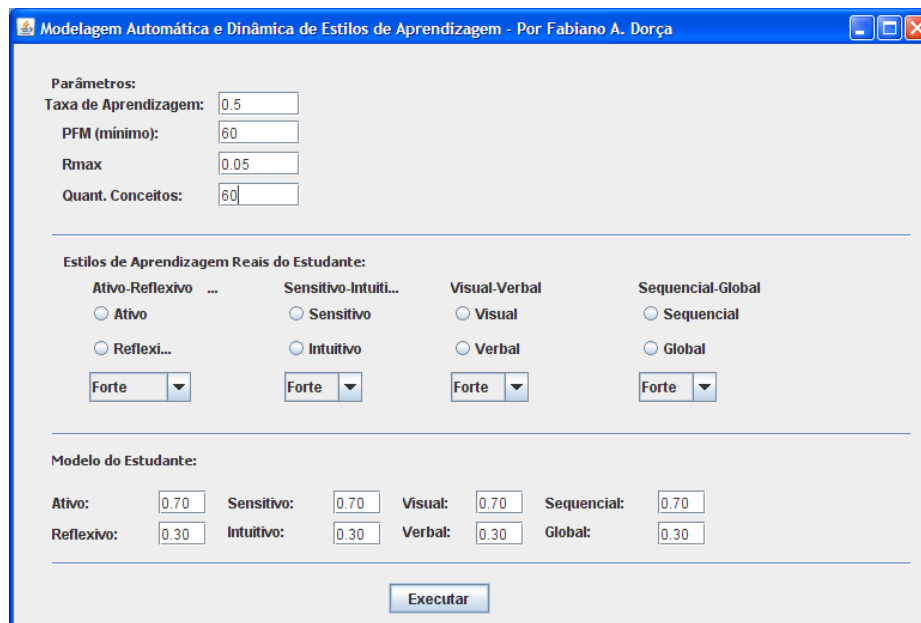 Modelagem Automática e Dinâmica de Estilos de Aprendizagem - Por Fabiano A. Dorça
Parâmetros:
Taxa de Aprendizagem: 0.5
PFM (mínimo): 60
Rmax 0.05
Quant. Conceitos: 60
Estilos de Aprendizagem Reais do Estudante:
Ativo-Reflexivo ... Sensitivo-Intuiti... Visual-Verbal Sequencial-Global
Ativo Sensitivo Visual Sequencial
Reflexi... Intuitivo Verbal Global
Forte Forte Forte Forte
Modelo do Estudante:
Ativo: 0.70 Sensitivo: 0.70 Visual: 0.70 Sequencial: 0.70
Reflexivo: 0.30 Intuitivo: 0.30 Verbal: 0.30 Global: 0.30
Executar